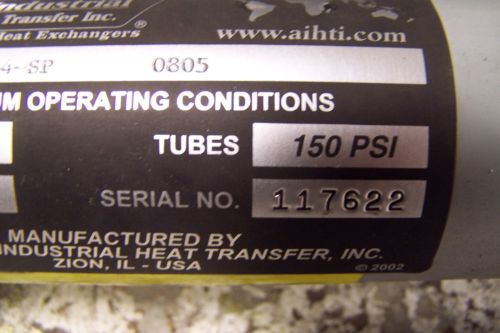 Industrial
Transfer Inc.
Heat Exchangers®
www.aihti.com
4-SP 0805
UM OPERATING CONDITIONS
TUBES 150 PSI
SERIAL NO. 117622
MANUFACTURED BY
INDUSTRIAL HEAT TRANSFER, INC.
ZION, IL - USA
© 2002